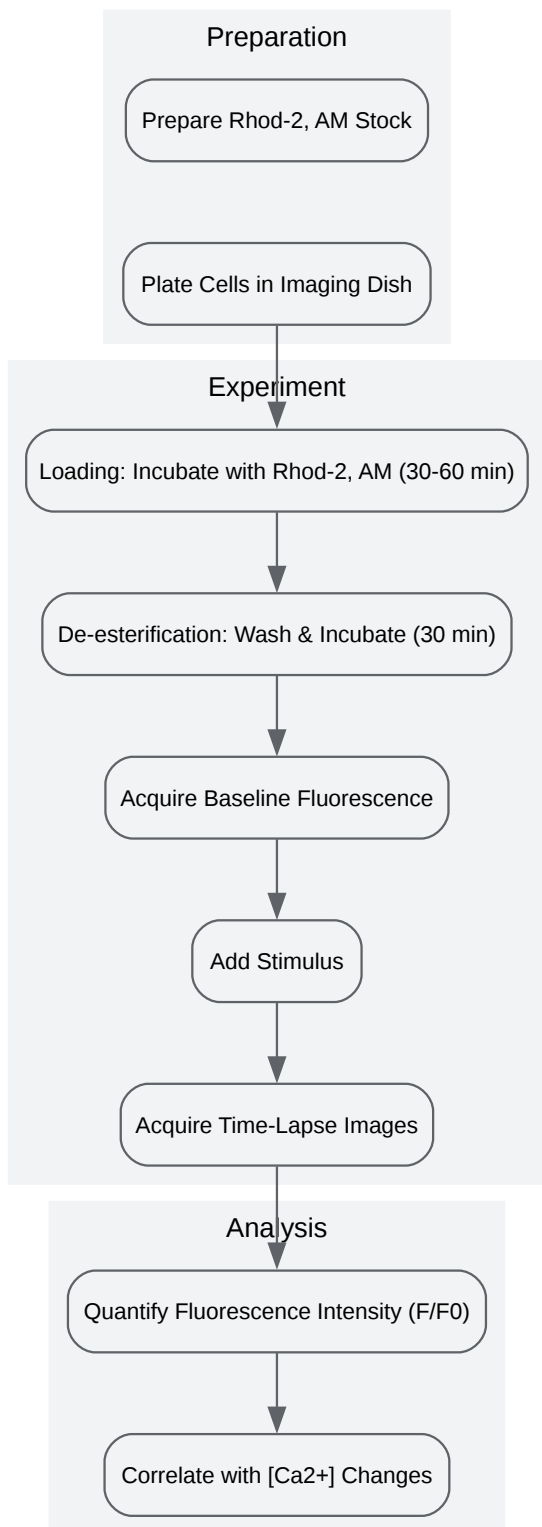 Preparation
Prepare Rhod-2, AM Stock
Plate Cells in Imaging Dish
Experiment
Loading: Incubate with Rhod-2, AM (30-60 min)
De-esterification: Wash & Incubate (30 min)
Acquire Baseline Fluorescence
Add Stimulus
Acquire Time-Lapse Images
Analysis
Quantify Fluorescence Intensity (F/F0)
Correlate with [Ca2+] Changes